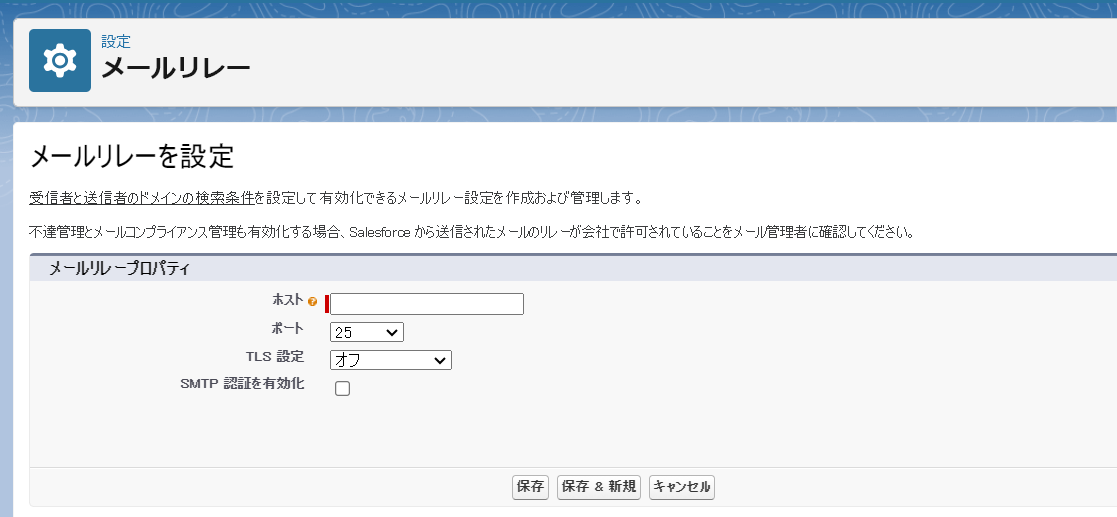 設定
メールリレー
メールリレーを設定
受信者と送信者のドメインの検索条件を設定して有効化できるメールリレー設定を作成および管理します。
不達管理とメールコンプライアンス管理も有効化する場合、Salesforce から送信されたメールのリレーが会社で許可されていることをメール管理者に確認してください。
メールリレープロパティ
ホスト ?
ポート 25
TLS 設定 オフ
SMTP 認証を有効化
保存 保存 & 新規 キャンセル